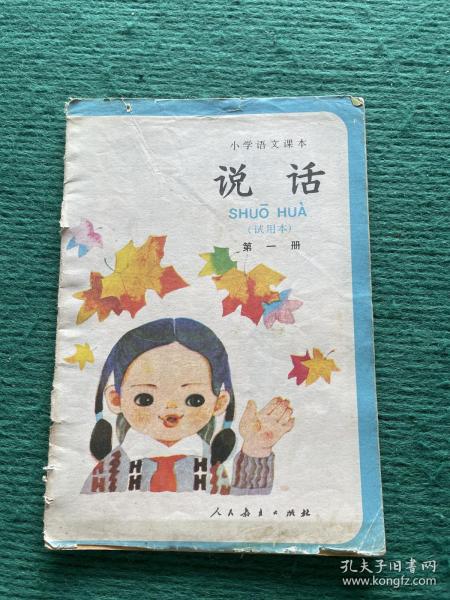 小学语文课本
说话
SHUŌ HUÀ
(试用本)
第一册
人民教育出版社
孔夫子旧书网
www.kongfz.com